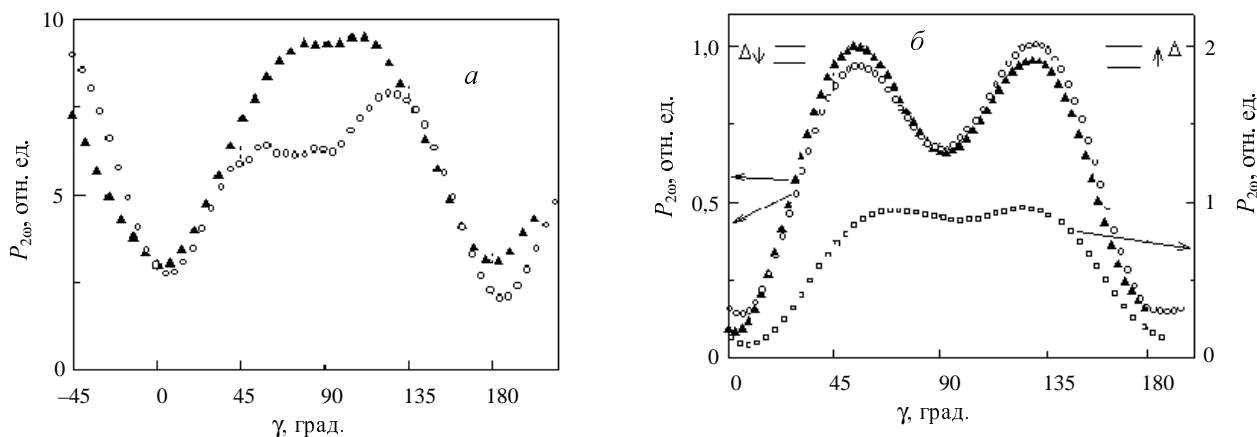 10
5
0
P2ω, отн. ед.
а
–45
0
45
90
135
180
γ, град.
1,0
0,5
0
P2ω, отн. ед.
Δ
б
Δ
2
1
0
P2ω, отн. ед.
0
45
90
135
180
γ, град.